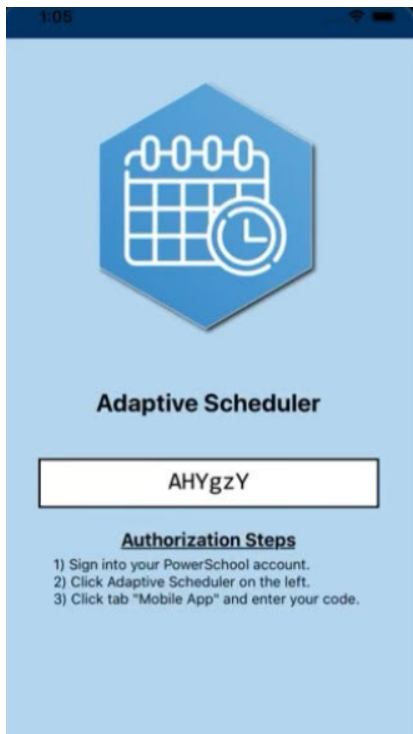 1:05
Adaptive Scheduler
AHYgzY
Authorization Steps
1) Sign into your PowerSchool account.
2) Click Adaptive Scheduler on the left.
3) Click tab "Mobile App" and enter your code.